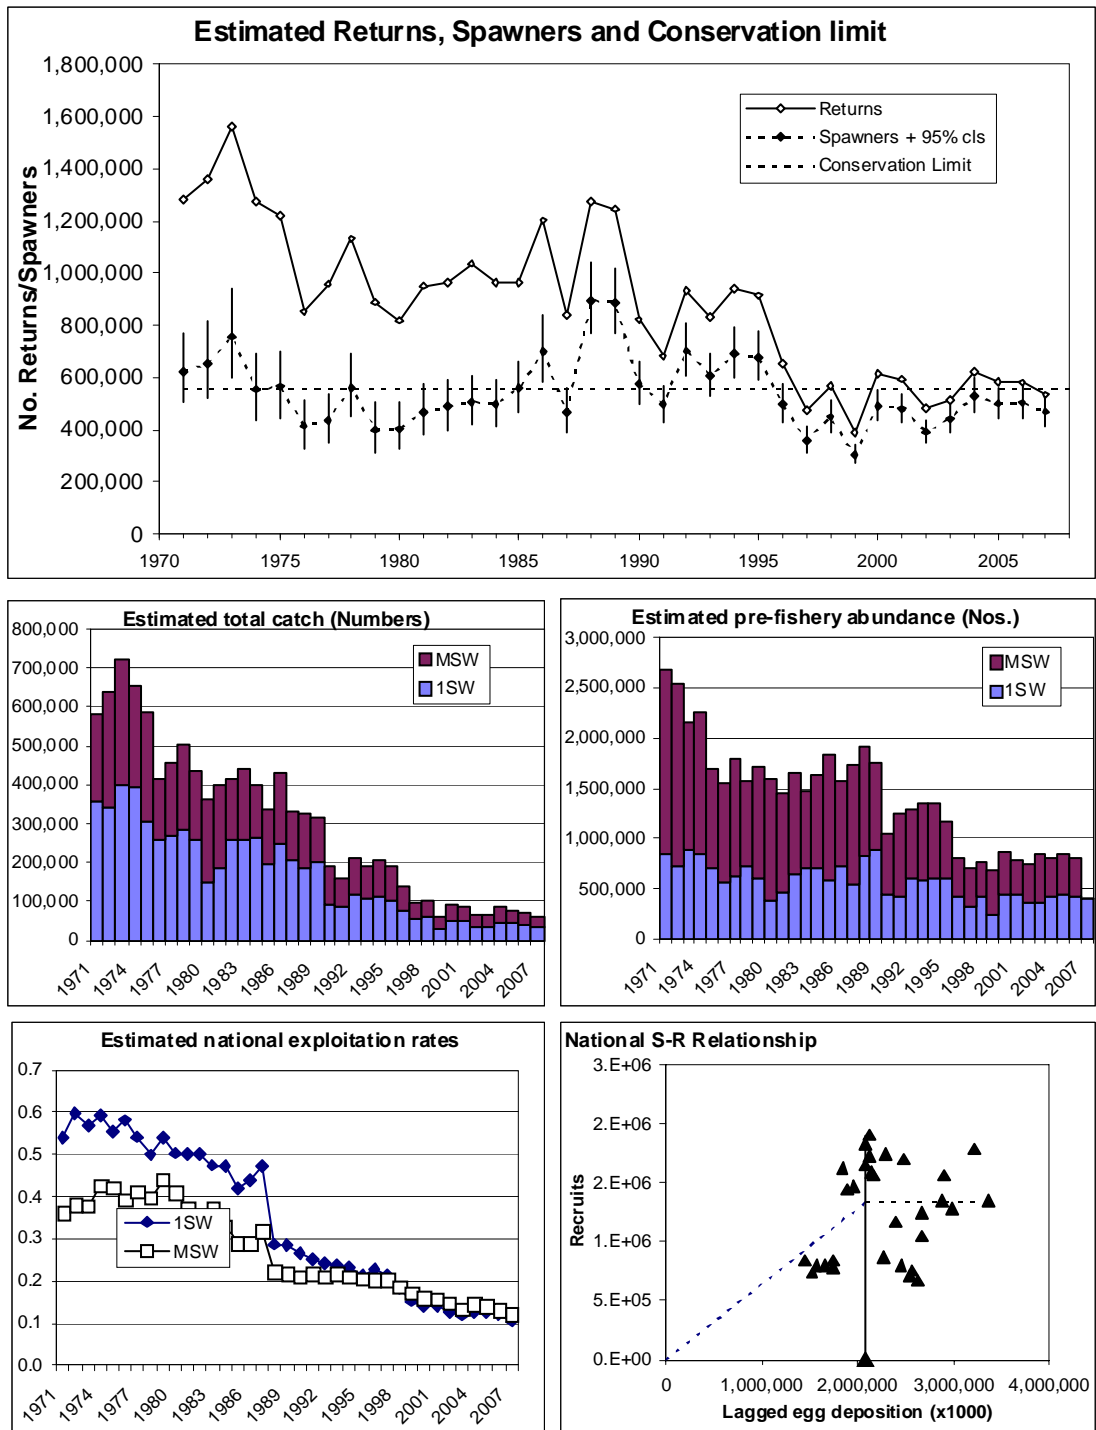 Estimated Returns, Spawners and Conservation limit
No. Returns/Spawners
1,800,000
1,600,000
1,400,000
1,200,000
1,000,000
800,000
600,000
400,000
200,000
0
1970 1975 1980 1985 1990 1995 2000 2005
Returns
Spawners + 95% cls
Conservation Limit
Estimated total catch (Numbers)
800,000
700,000
600,000
500,000
400,000
300,000
200,000
100,000
0
MSW
1SW
1971 1974 1977 1980 1983 1986 1989 1992 1995 1998 2001 2004 2007
Estimated pre-fishery abundance (Nos.)
3,000,000
2,500,000
2,000,000
1,500,000
1,000,000
500,000
0
MSW
1SW
1971 1974 1977 1980 1983 1986 1989 1992 1995 1998 2001 2004 2007
Estimated national exploitation rates
0.7
0.6
0.5
0.4
0.3
0.2
0.1
0.0
1SW
MSW
1971 1974 1977 1980 1983 1986 1989 1992 1995 1998 2001 2004 2007
National S-R Relationship
Recruits
3.E+06
2.E+06
2.E+06
1.E+06
5.E+05
0.E+00
0 1,000,000 2,000,000 3,000,000 4,000,000
Lagged egg deposition (x1000)